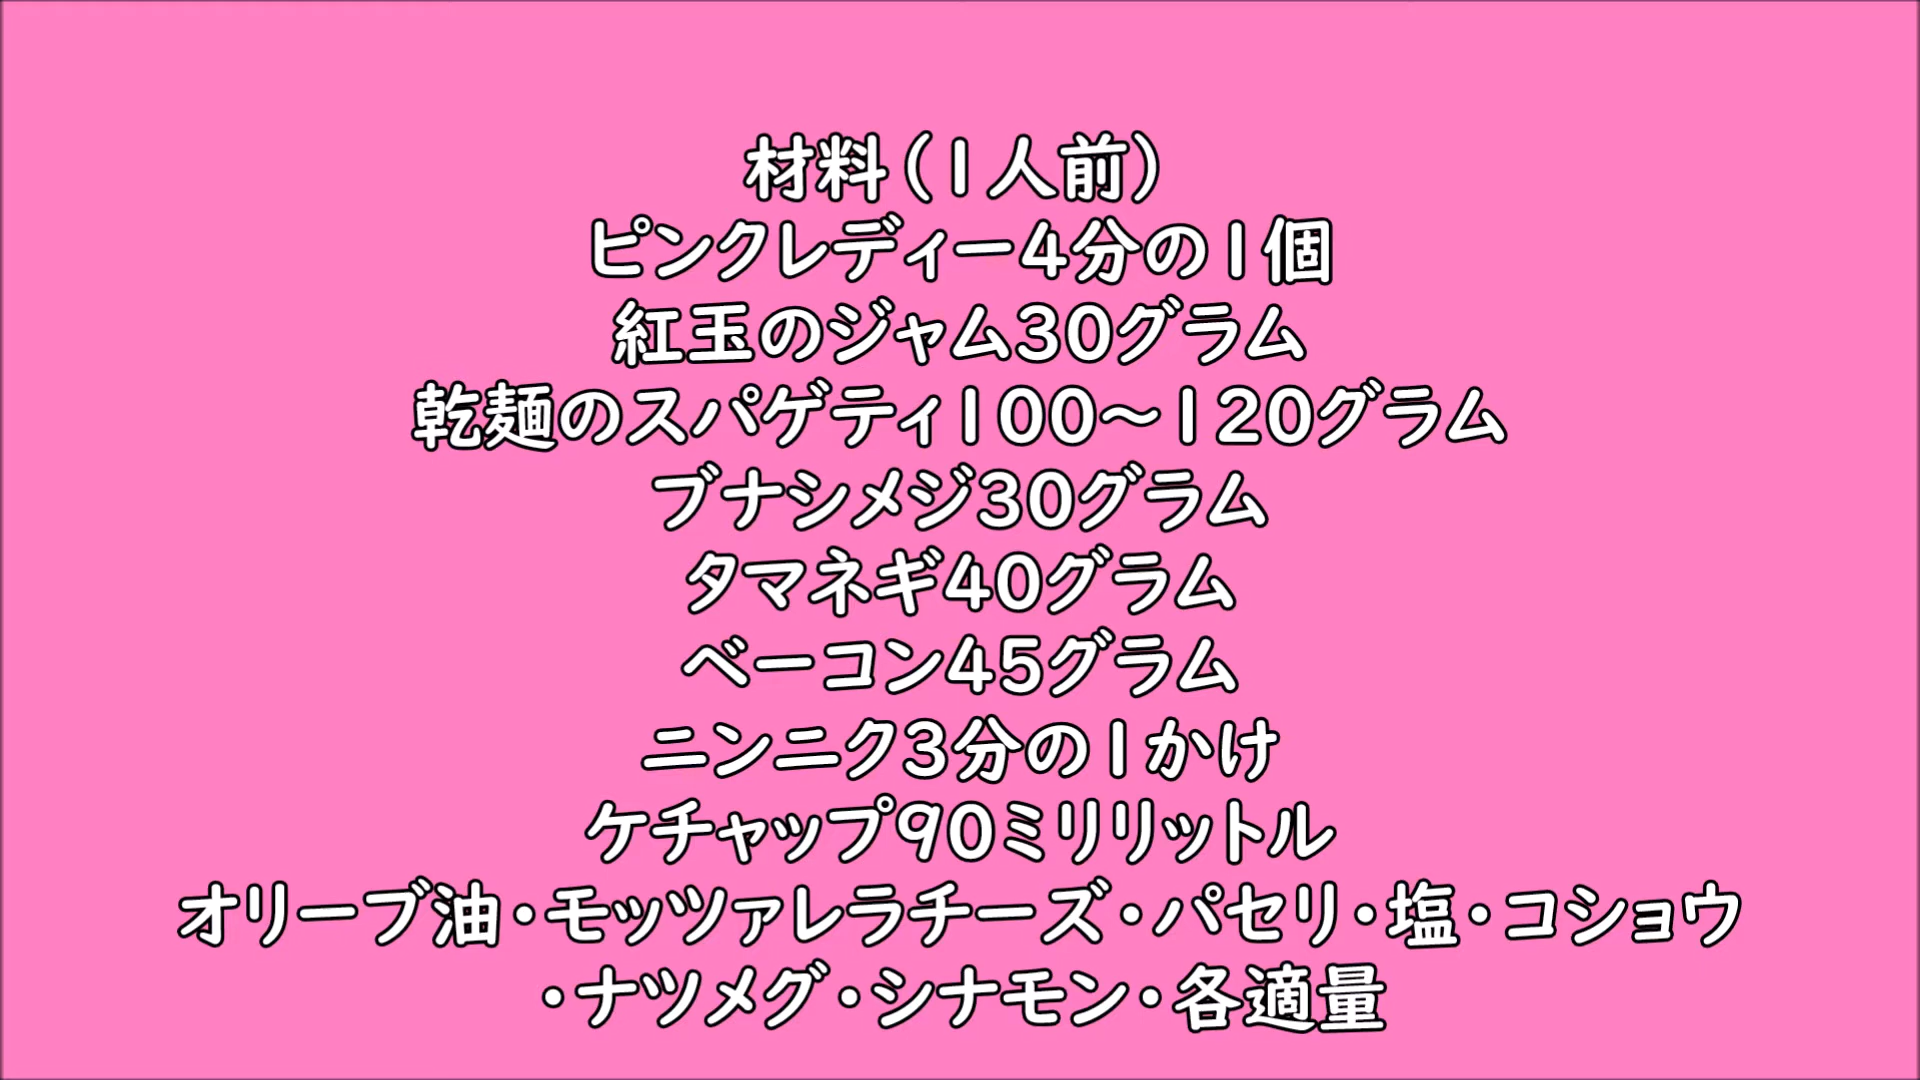 材料（１人前）
ピンクレディー４分の１個
紅玉のジャム３０グラム
乾麺のスパゲティ１００～１２０グラム
ブナシメジ３０グラム
タマネギ４０グラム
ベーコン４５グラム
ニンニク３分の１かけ
ケチャップ９０ミリリットル
オリーブ油・モッツァレラチーズ・パセリ・塩・コショウ
・ナツメグ・シナモン・各適量